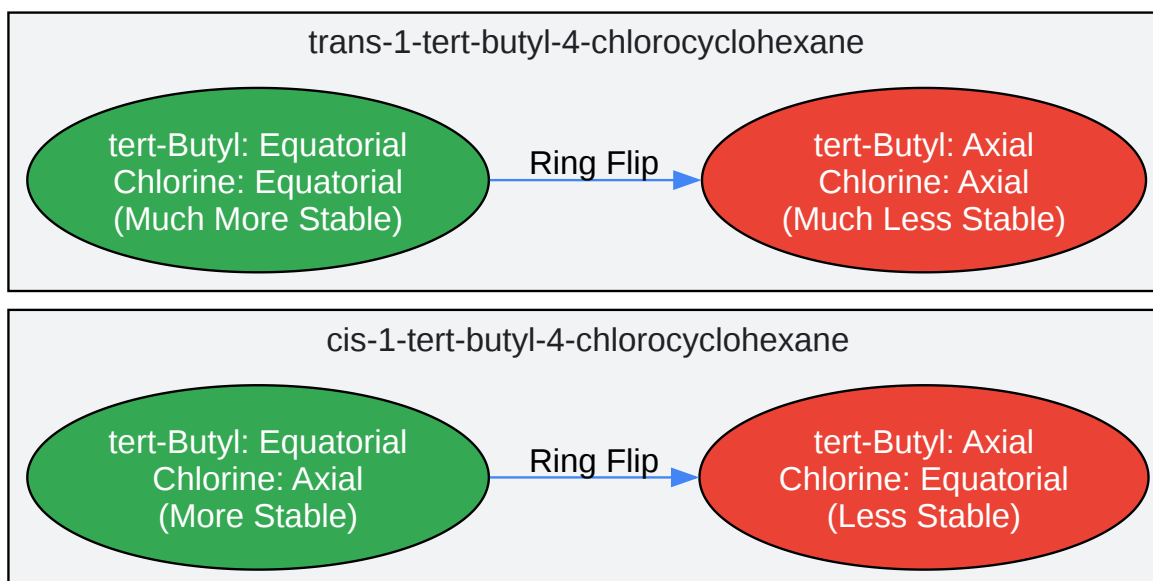 trans-1-tert-butyl-4-chlorocyclohexane
tert-Butyl: Equatorial
Chlorine: Equatorial
(Much More Stable)
Ring Flip
tert-Butyl: Axial
Chlorine: Axial
(Much Less Stable)
cis-1-tert-butyl-4-chlorocyclohexane
tert-Butyl: Equatorial
Chlorine: Axial
(More Stable)
Ring Flip
tert-Butyl: Axial
Chlorine: Equatorial
(Less Stable)